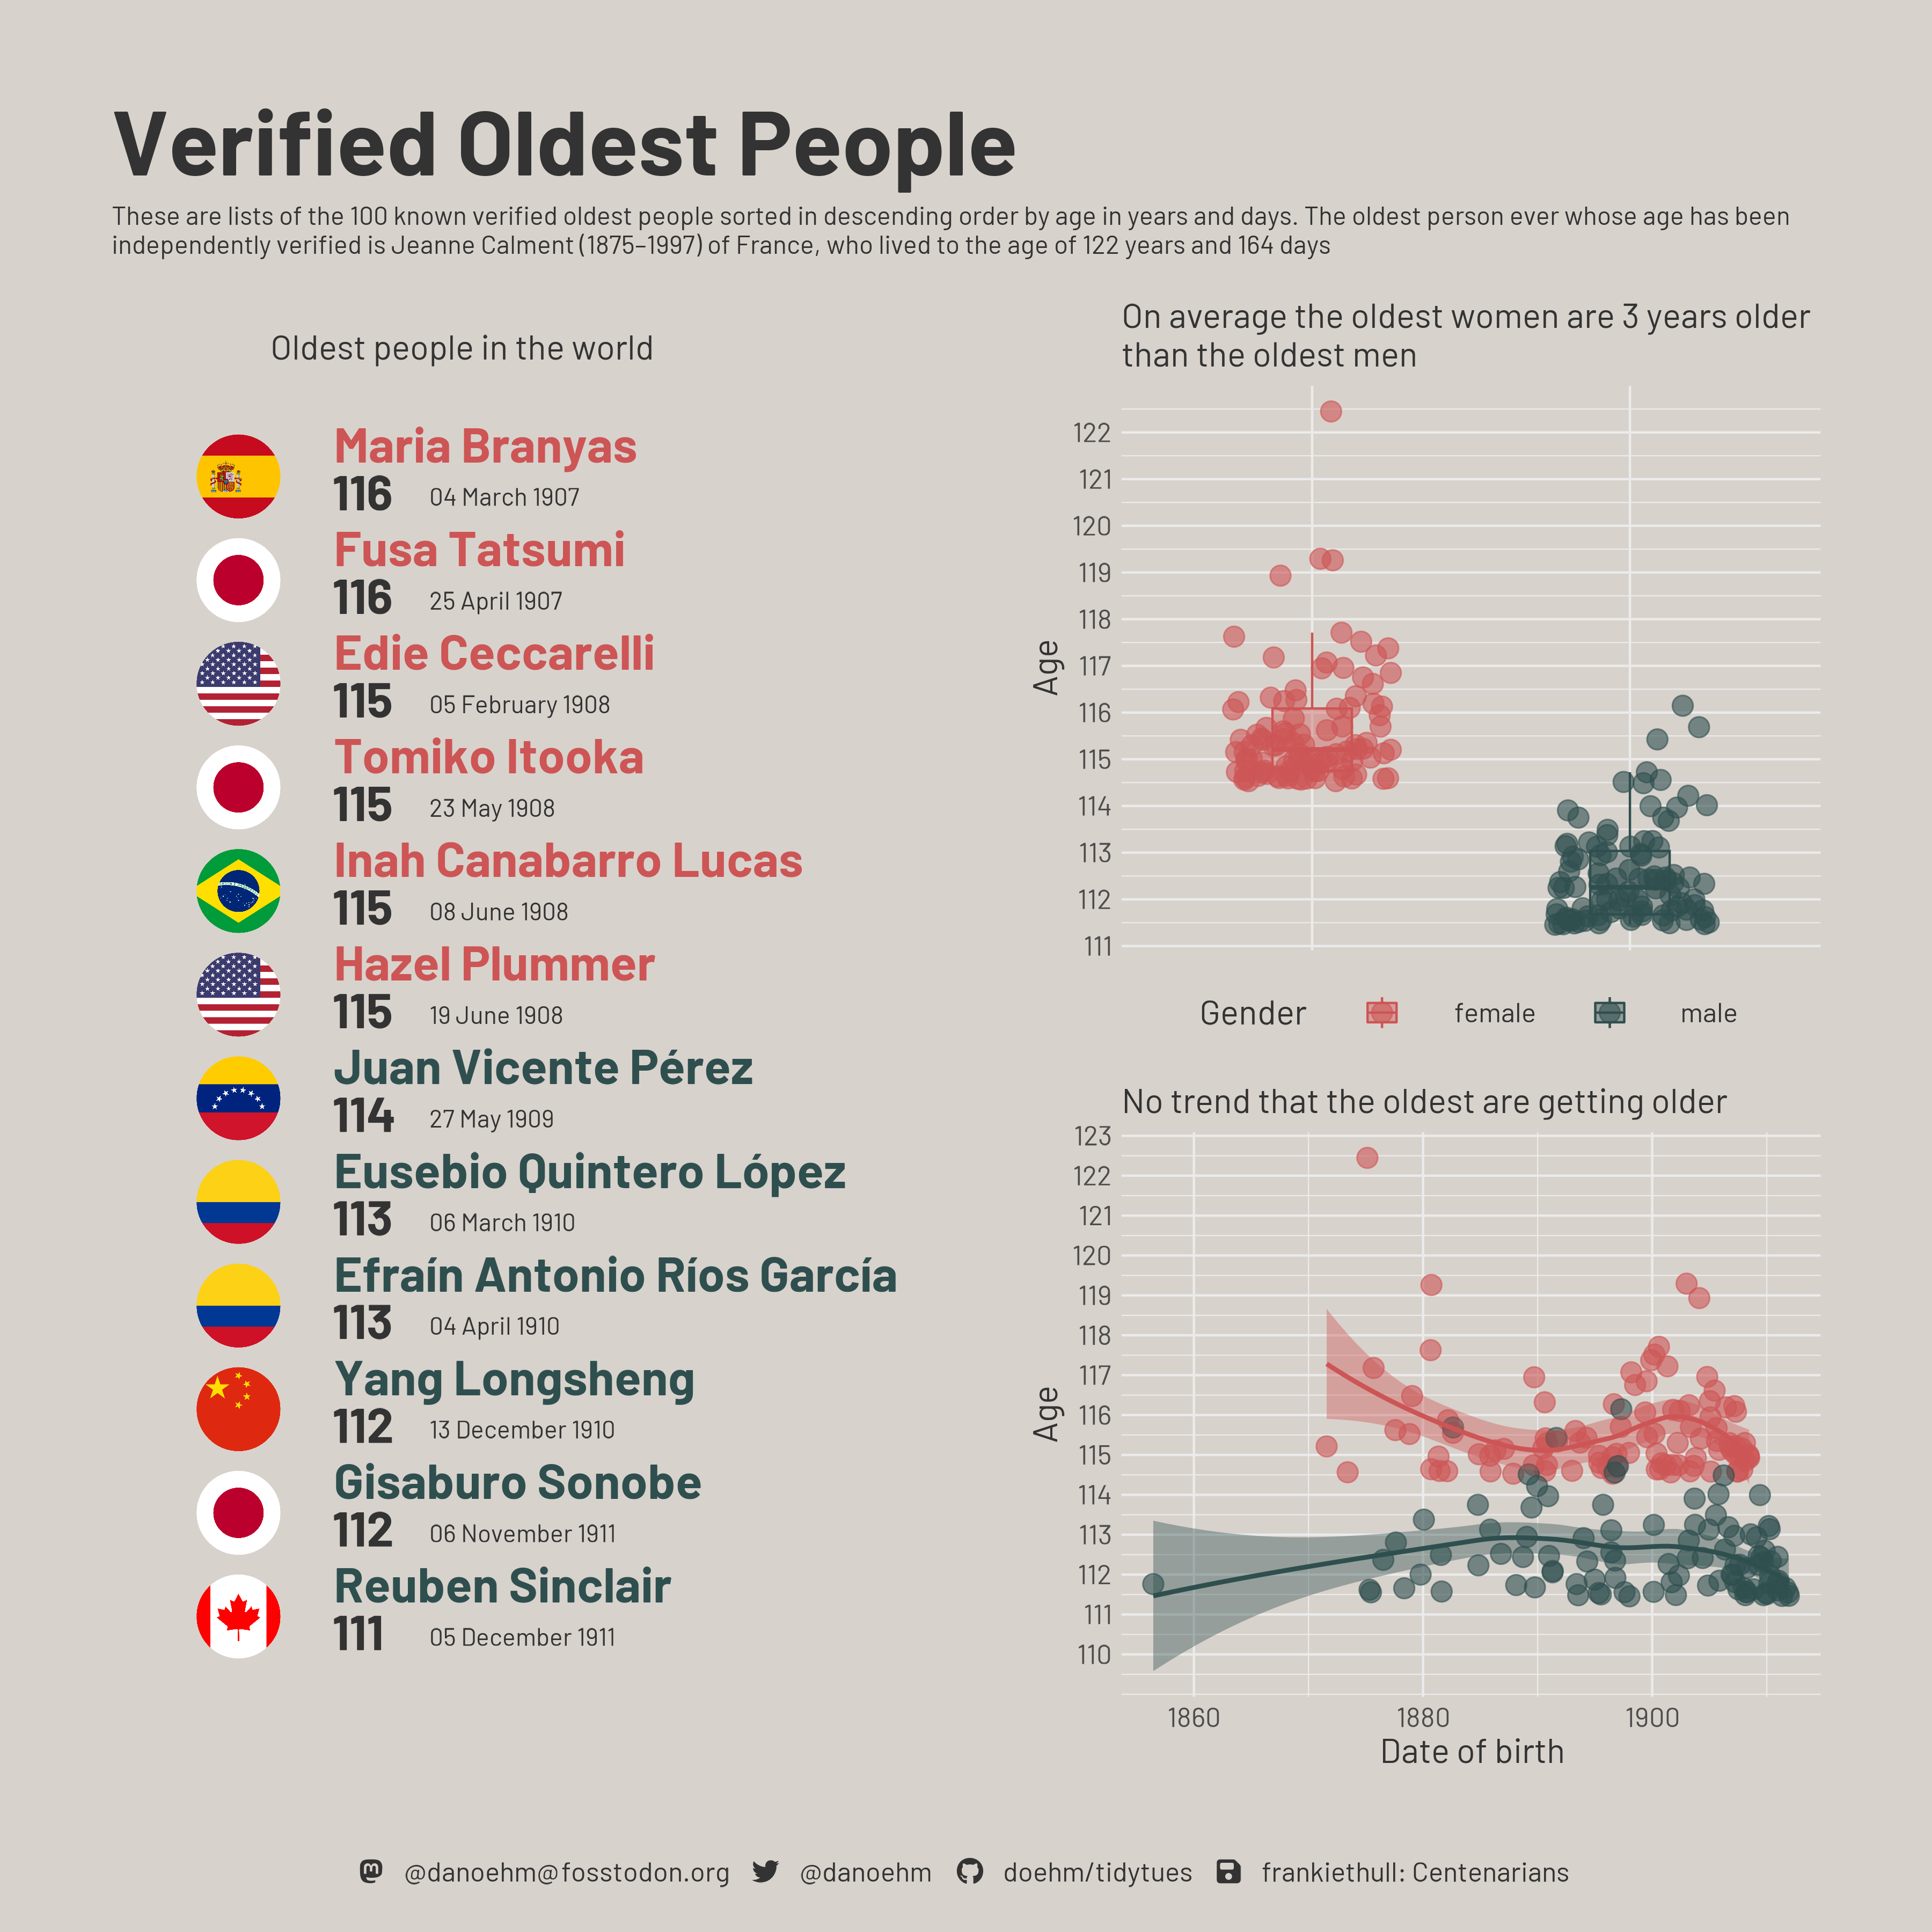 Verified Oldest People
These are lists of the 100 known verified oldest people sorted in descending order by age in years and days. The oldest person ever whose age has been
independently verified is Jeanne Calment (1875–1997) of France, who lived to the age of 122 years and 164 days
Oldest people in the world
Maria Branyas
116 04 March 1907
Fusa Tatsumi
116 25 April 1907
Edie Ceccarelli
115 05 February 1908
Tomiko Itooka
115 23 May 1908
Inah Canabarro Lucas
115 08 June 1908
Hazel Plummer
115 19 June 1908
Juan Vicente Pérez
114 27 May 1909
Eusebio Quintero López
113 06 March 1910
Efraín Antonio Ríos García
113 04 April 1910
Yang Longsheng
112 13 December 1910
Gisaburo Sonobe
112 06 November 1911
Reuben Sinclair
111 05 December 1911
On average the oldest women are 3 years older
than the oldest men
Age
122
121
120
119
118
117
116
115
114
113
112
111
Gender female male
No trend that the oldest are getting older
Age
123
122
121
120
119
118
117
116
115
114
113
112
111
110
1860 1880 1900
Date of birth
@danoehm@fosstodon.org @danoehm doehm/tidytues frankiethull: Centenarians